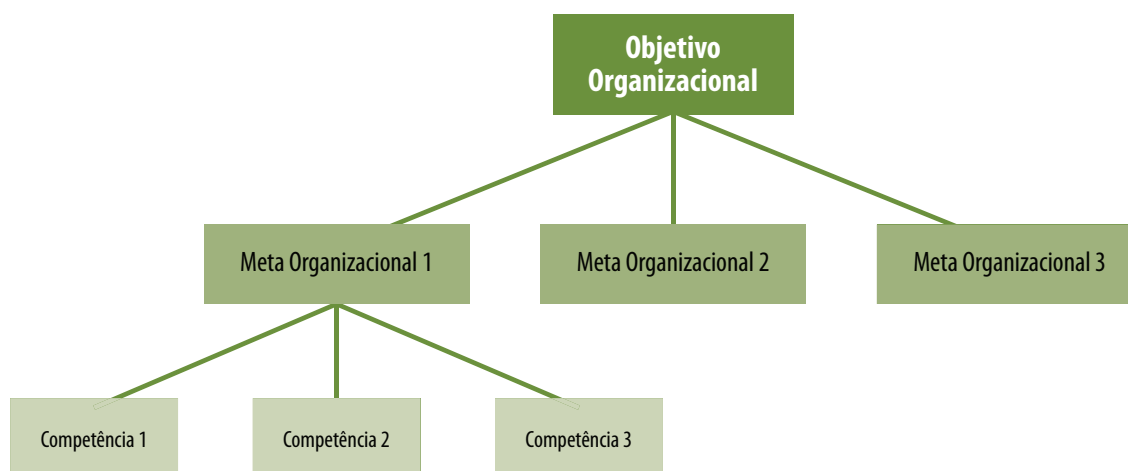 Objetivo
Organizacional
Meta Organizacional 1
Meta Organizacional 2
Meta Organizacional 3
Competência 1
Competência 2
Competência 3